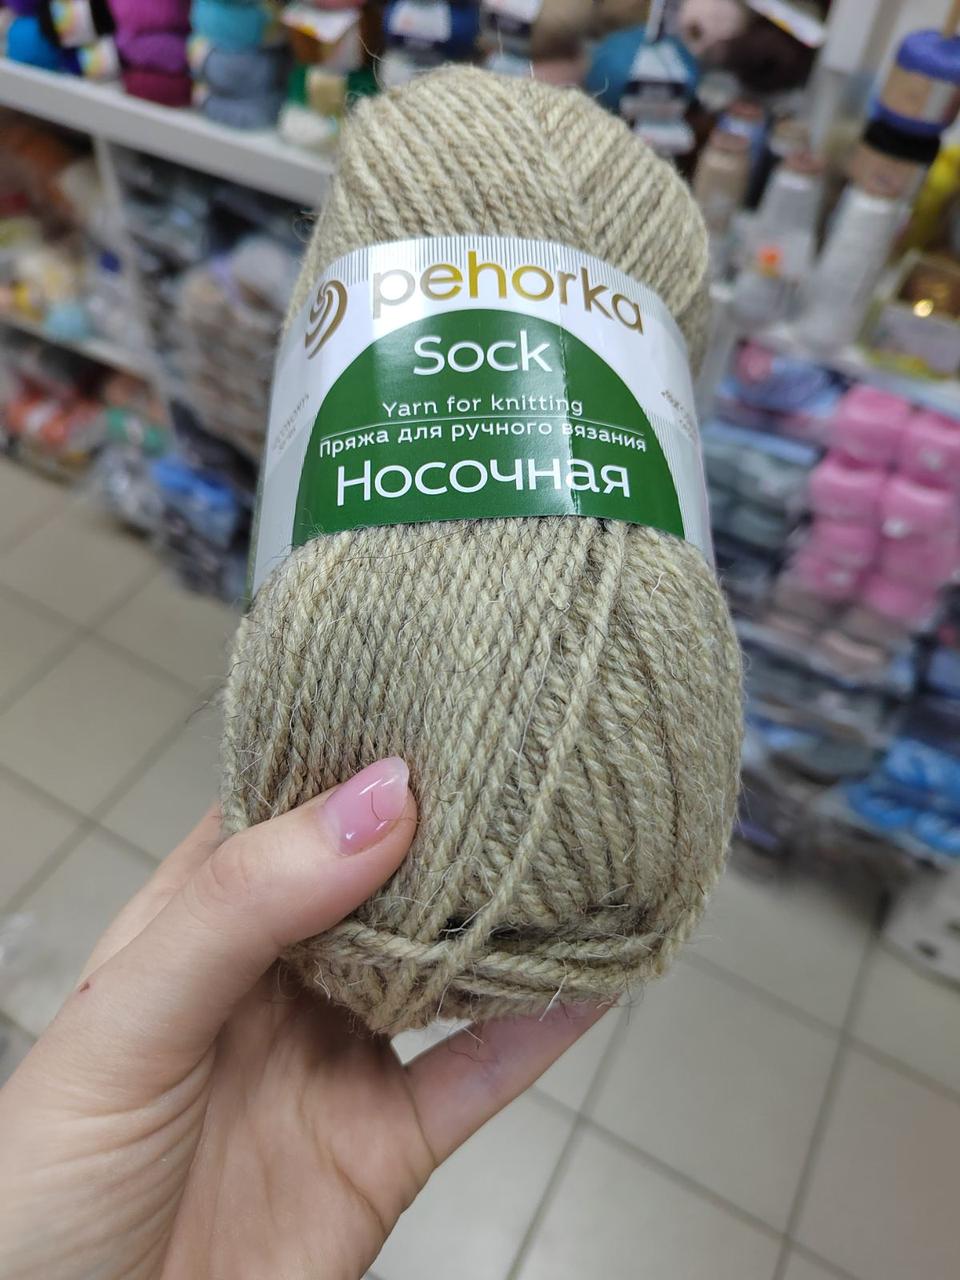 pehorka
Sock
Yarn for knitting
Пряжа для ручного вязания
Носочная